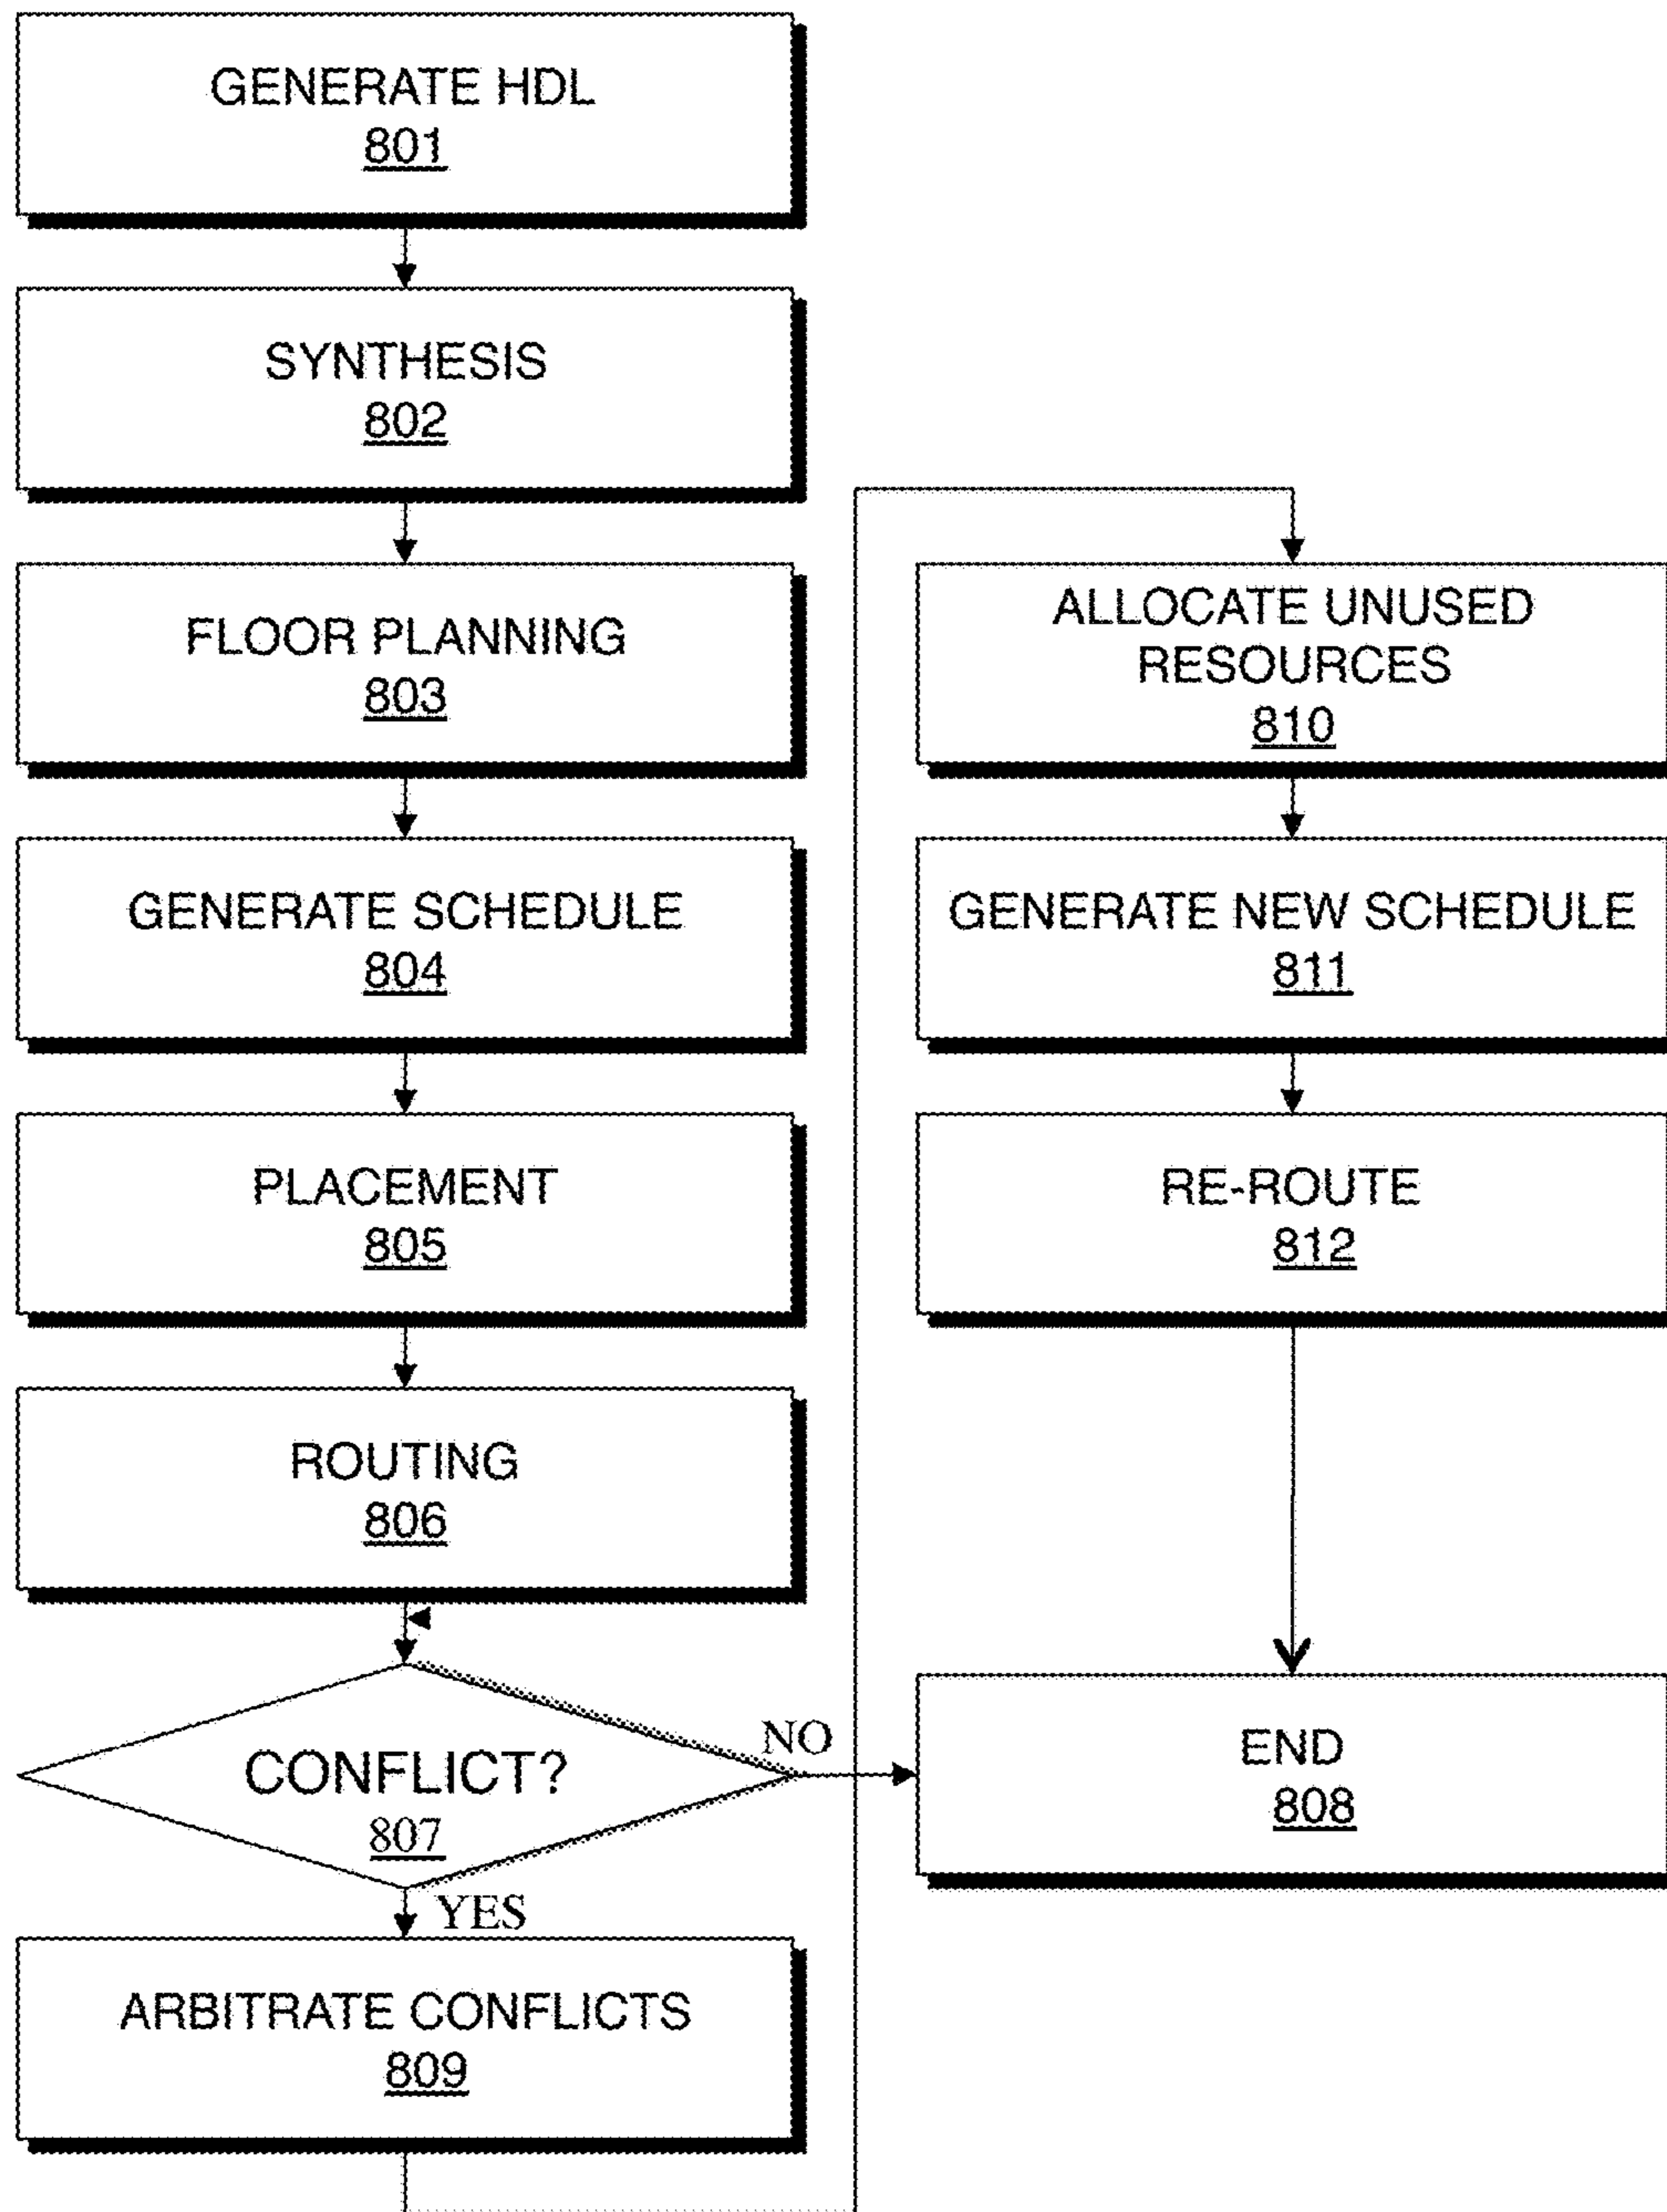 GENERATE HDL
801
SYNTHESIS
802
FLOOR PLANNING
803
GENERATE SCHEDULE
804
PLACEMENT
805
ROUTING
806
CONFLICT?
807
NO
YES
ARBITRATE CONFLICTS
809
ALLOCATE UNUSED
RESOURCES
810
GENERATE NEW SCHEDULE
811
RE-ROUTE
812
END
808